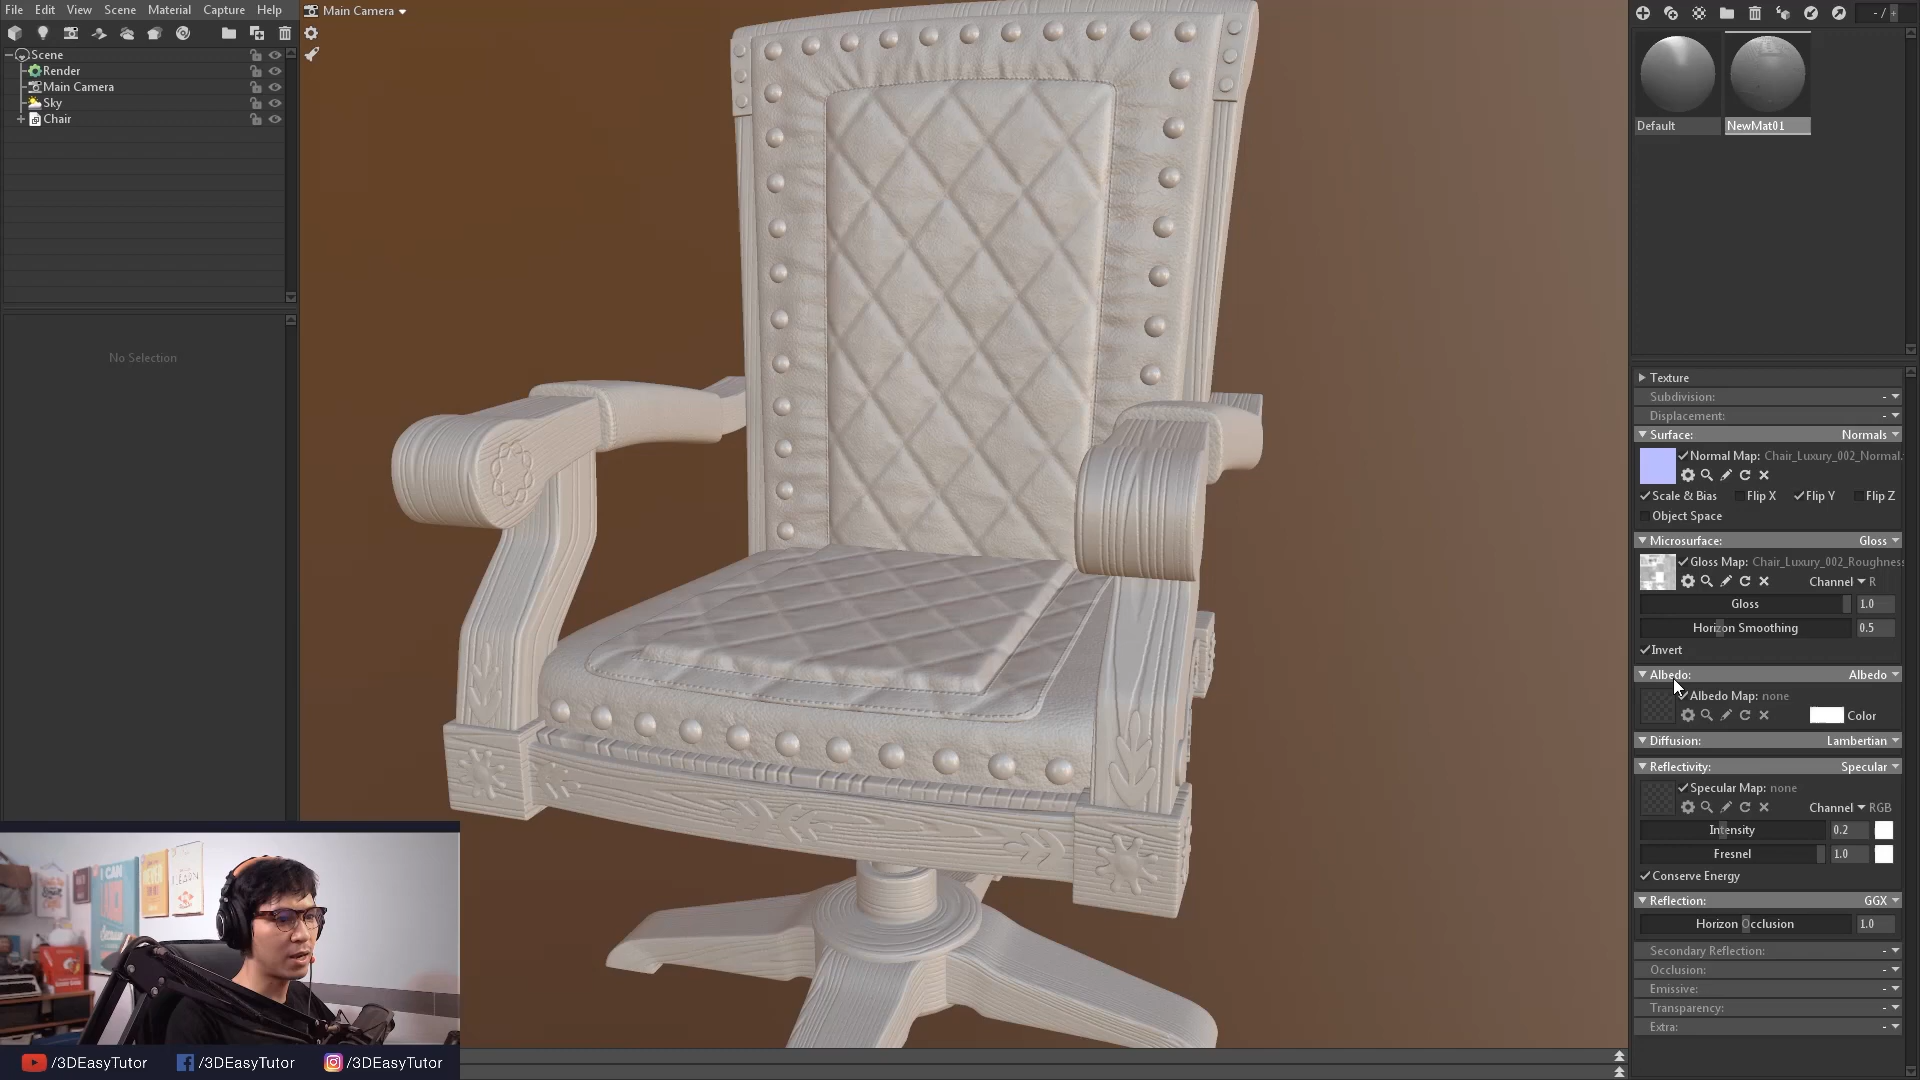 File Edit View Scene Material Capture Help
Main Camera
- / +
Scene
Render
Main Camera
Sky
Chair
No Selection
Default
NewMat01
Texture
Subdivision: -
Displacement: -
Surface: Normals
Normal Map: Chair_Luxury_002_Normal.
Scale & Bias Flip X Flip Y Flip Z
Object Space
Microsurface: Gloss
Gloss Map: Chair_Luxury_002_Roughness
Channel R
Gloss 1.0
Horizon Smoothing 0.5
Invert
Albedo: Albedo
Albedo Map: none
Color
Diffusion: Lambertian
Reflectivity: Specular
Specular Map: none
Channel RGB
Intensity 0.2
Fresnel 1.0
Conserve Energy
Reflection: GGX
Horizon Occlusion 1.0
Secondary Reflection: -
Occlusion: -
Emissive: -
Transparency: -
Extra: -
I CAN
NEVER
LEARN
/3DEasyTutor /3DEasyTutor /3DEasyTutor